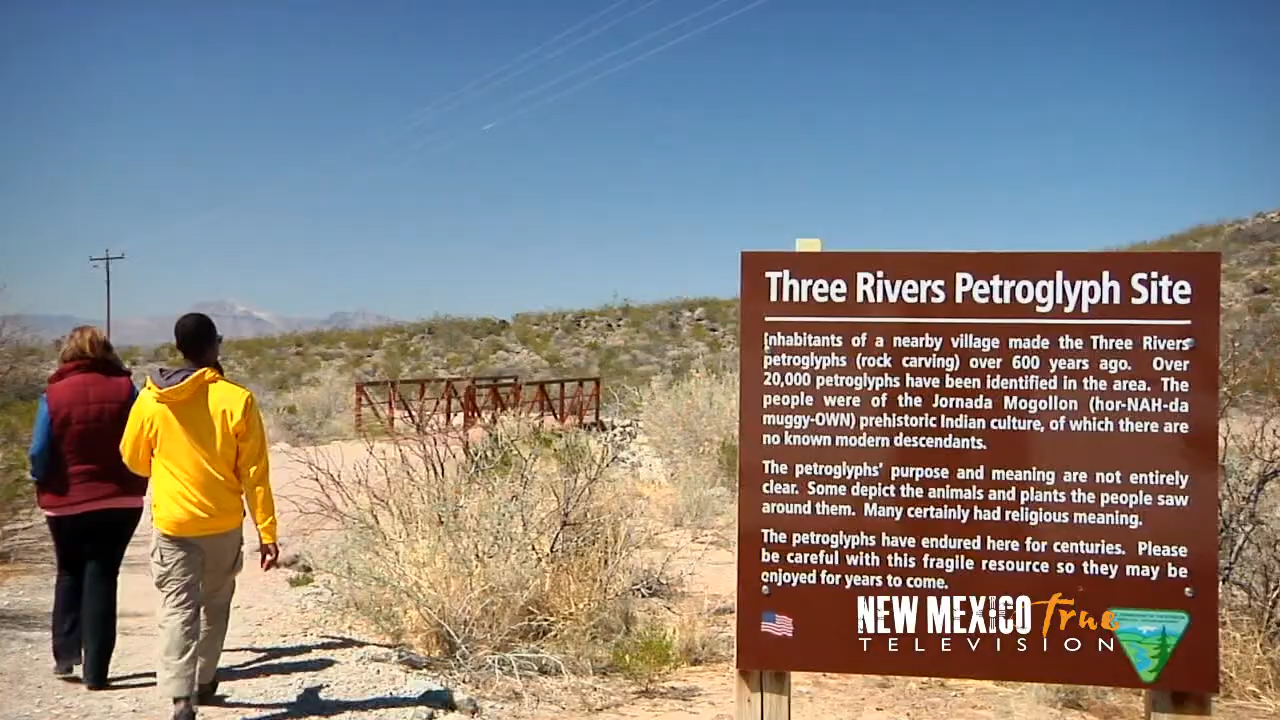 Three Rivers Petroglyph Site
Inhabitants of a nearby village made the Three Rivers
petroglyphs (rock carving) over 600 years ago. Over
20,000 petroglyphs have been identified in the area. The
people were of the Jornada Mogollon (hor-NAH-da
muggy-OWN) prehistoric Indian culture, of which there are
no known modern descendants.
The petroglyphs' purpose and meaning are not entirely
clear. Some depict the animals and plants the people saw
around them. Many certainly had religious meaning.
The petroglyphs have endured here for centuries. Please
be careful with this fragile resource so they may be
enjoyed for years to come.
NEW MEXICO True
TELEVISION